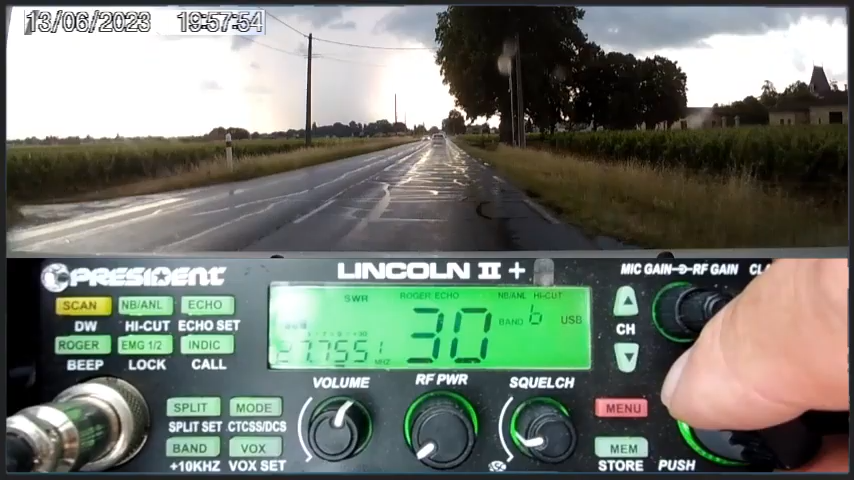 13/06/2023 19:57:54
PRESIDENT LINCOLN II + MIC GAIN RF GAIN
SCAN NB/ANL ECHO
DW HI-CUT ECHO SET
ROGER EMG 1/2 INDIC
BEEP LOCK CALL
SWR ROGER ECHO NB/ANL HI-CUT
30 BAND b USB
27.755 MHZ
CH
VOLUME RF PWR SQUELCH
SPLIT MODE
SPLIT SET CTCSS/DCS
BAND VOX
+10KHZ VOX SET
MENU
MEM
STORE PUSH